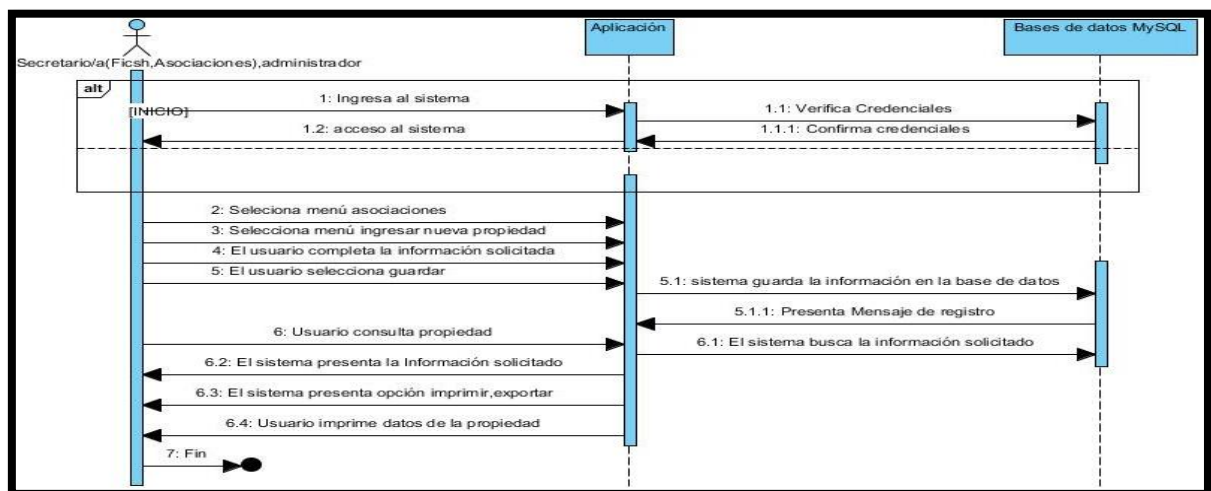 Aplicación
Bases de datos MySQL
Secretario/a(Ficsh,Asociaciones),administrador
alt
[INICIO]
1: Ingresa al sistema
1.1: Verifica Credenciales
1.2: acceso al sistema
1.1.1: Confirma credenciales
2: Seleciona menú asociaciones
3: Selecciona menú ingresar nueva propiedad
4: El usuario completa la información solicitada
5: El usuario selecciona guardar
5.1: sistema guarda la información en la base de datos
5.1.1: Presenta Mensaje de registro
6: Usuario consulta propiedad
6.1: El sistema busca la información solicitado
6.2: El sistema presenta la Información solicitado
6.3: El sistema presenta opción imprimir,exportar
6.4: Usuario imprime datos de la propiedad
7: Fin